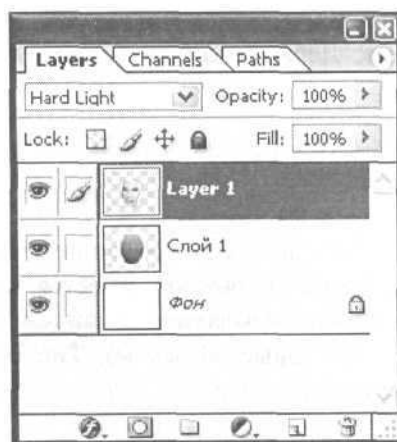 Layers Channels Paths
Hard Light Opacity: 100%
Lock: Fill: 100%
Layer 1
Слой 1
Фон